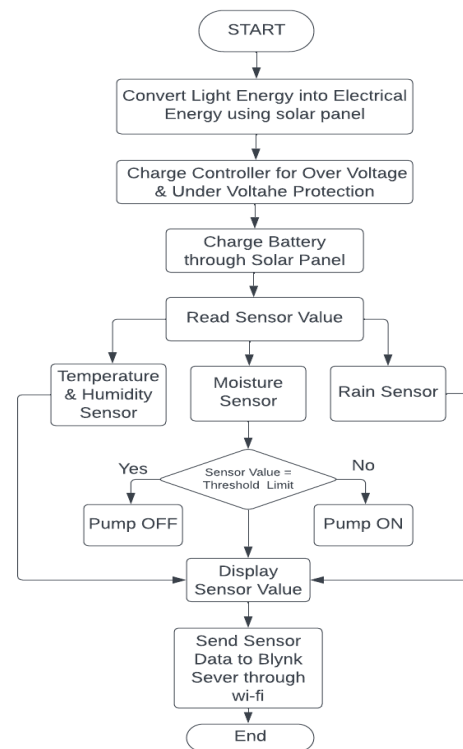 START
Convert Light Energy into Electrical
Energy using solar panel
Charge Controller for Over Voltage
& Under Voltahe Protection
Charge Battery
through Solar Panel
Read Sensor Value
Temperature
& Humidity
Sensor
Moisture
Sensor
Rain Sensor
Sensor Value =
Threshold Limit
Yes
No
Pump OFF
Pump ON
Display
Sensor Value
Send Sensor
Data to Blynk
Sever through
wi-fi
End